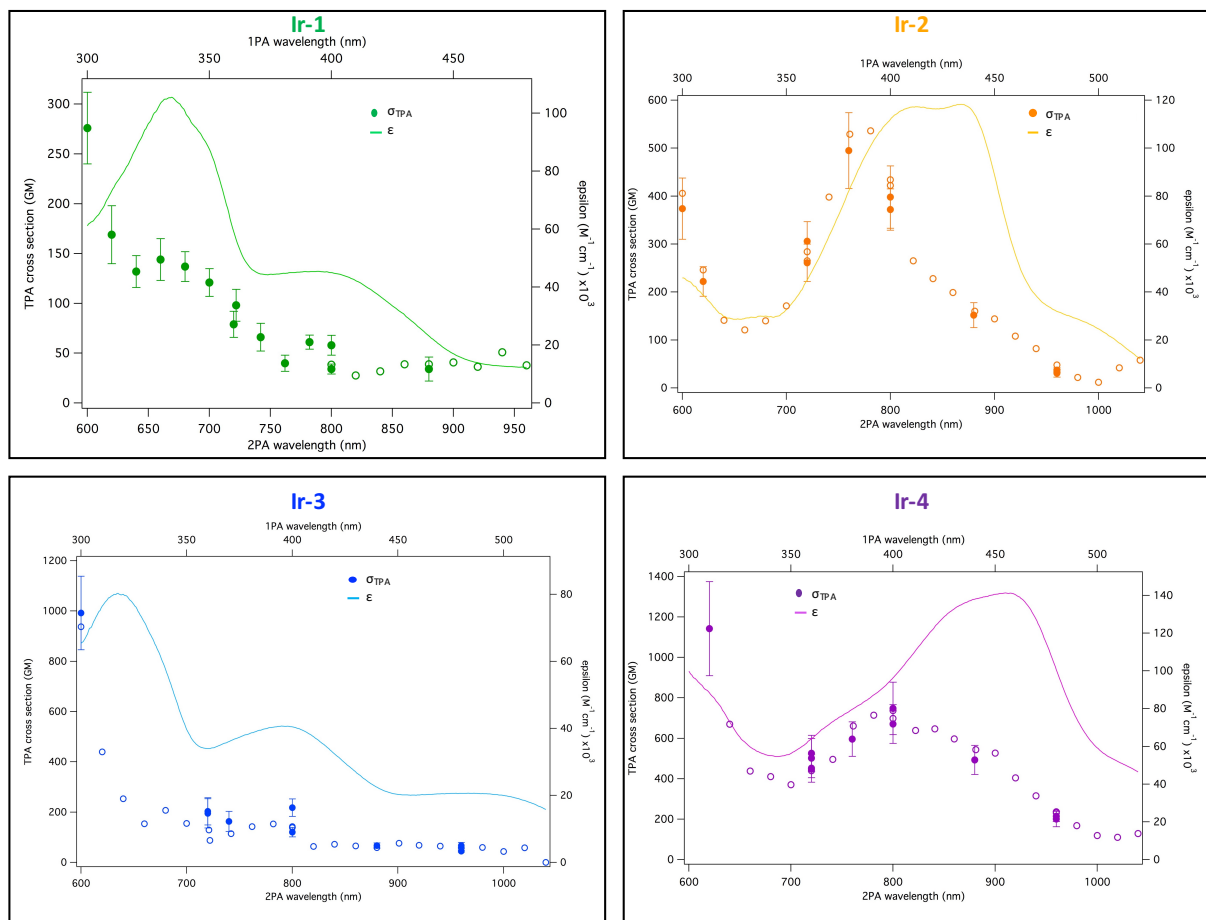 Ir-1
1PA wavelength (nm)
300 350 400 450
300
250
200
150
100
50
0
TPA cross section (GM)
σTPA
ε
100
80
60
40
20
0
epsilon (M⁻¹ cm⁻¹) x10³
600 650 700 750 800 850 900 950
2PA wavelength (nm)
Ir-2
1PA wavelength (nm)
300 350 400 450 500
600
500
400
300
200
100
0
TPA cross section (GM)
σTPA
ε
120
100
80
60
40
20
0
epsilon (M⁻¹ cm⁻¹) x10³
600 700 800 900 1000
2PA wavelength (nm)
Ir-3
1PA wavelength (nm)
300 350 400 450 500
1200
1000
800
600
400
200
0
TPA cross section (GM)
σTPA
ε
80
60
40
20
0
epsilon (M⁻¹ cm⁻¹) x10³
600 700 800 900 1000
2PA wavelength (nm)
Ir-4
1PA wavelength (nm)
300 350 400 450 500
1400
1200
1000
800
600
400
200
0
TPA cross section (GM)
σTPA
ε
140
120
100
80
60
40
20
0
epsilon (M⁻¹ cm⁻¹) x10³
600 700 800 900 1000
2PA wavelength (nm)